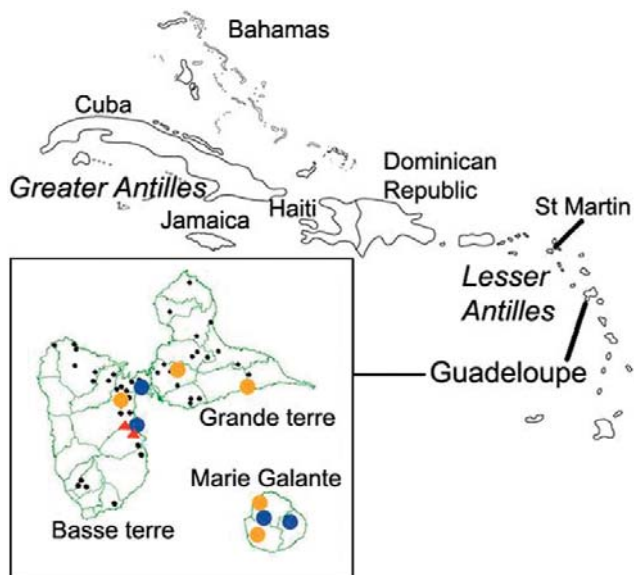 Bahamas
Cuba
Dominican
Republic
Greater Antilles
Haiti
St Martin
Jamaica
Lesser
Antilles
Guadeloupe
Grande terre
Marie Galante
Basse terre